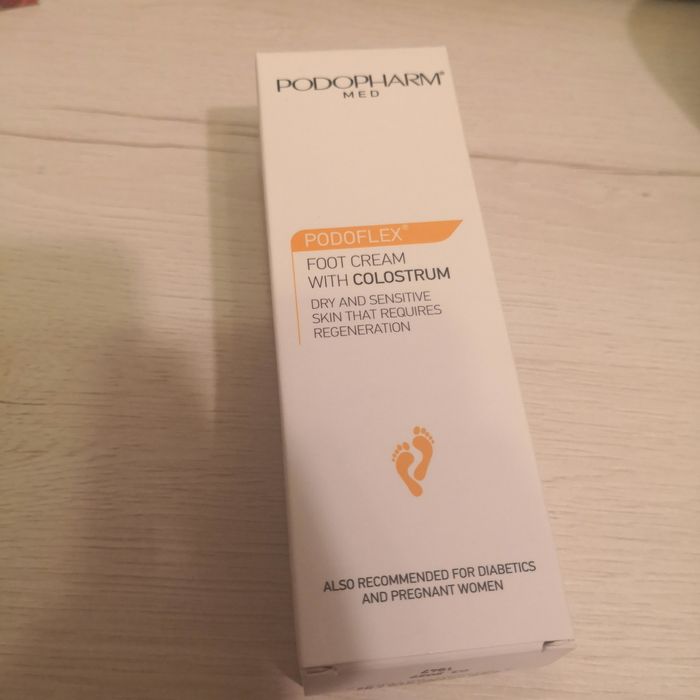 PODOPHARM®
MED
PODOFLEX®
FOOT CREAM
WITH COLOSTRUM
DRY AND SENSITIVE
SKIN THAT REQUIRES
REGENERATION
ALSO RECOMMENDED FOR DIABETICS
AND PREGNANT WOMEN